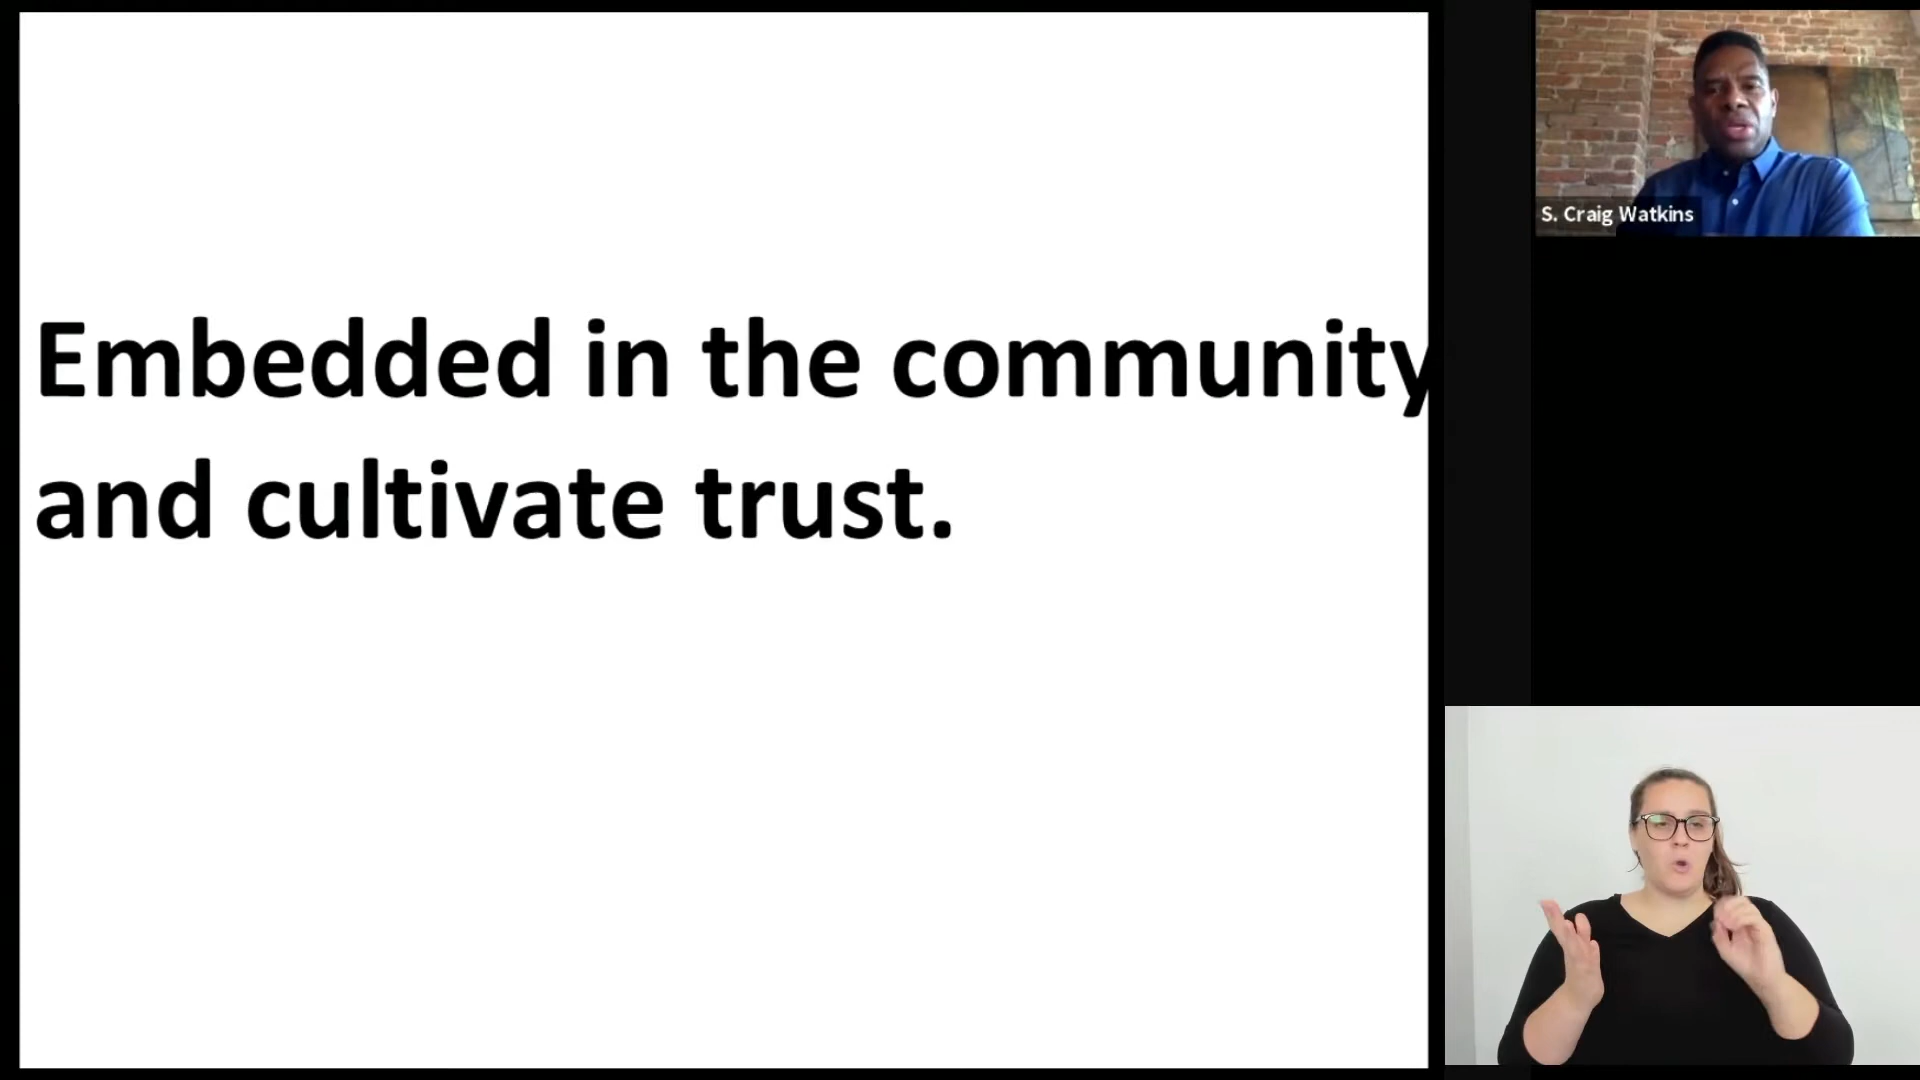 Embedded in the community
and cultivate trust.
S. Craig Watkins